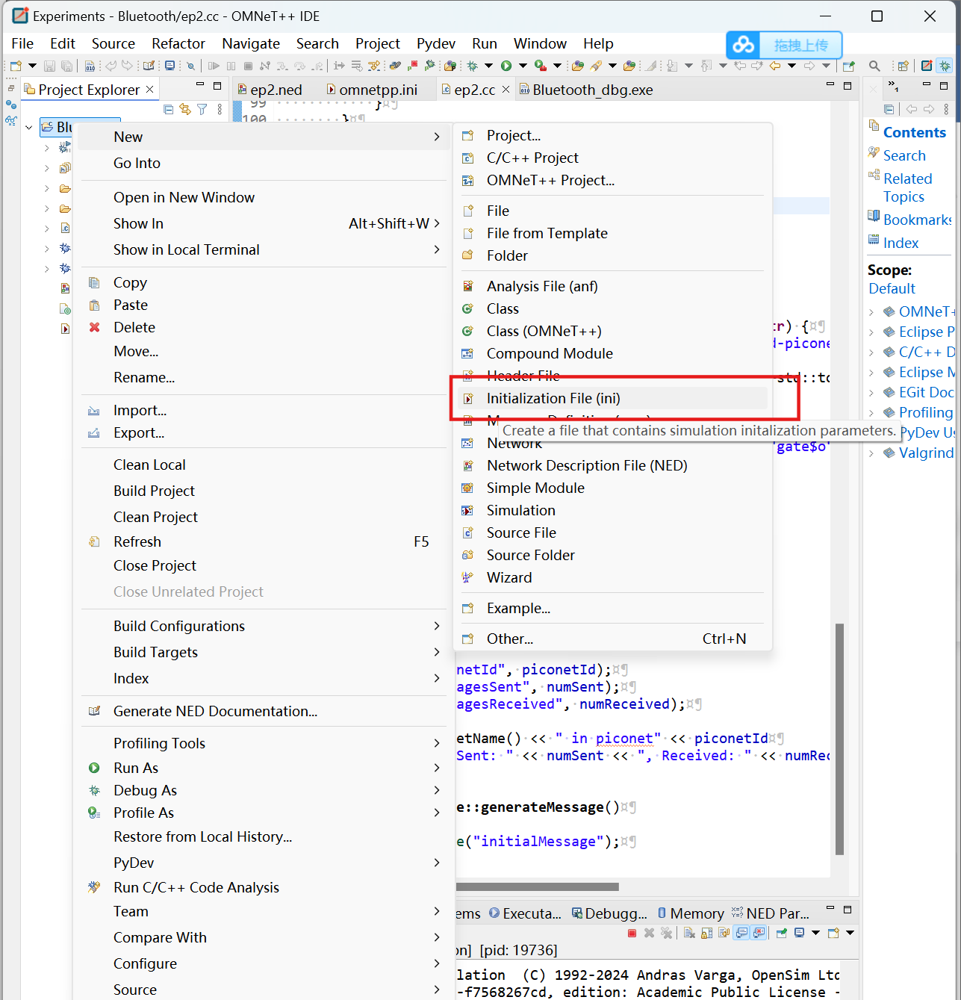 Experiments - Bluetooth/ep2.cc - OMNeT++ IDE
File Edit Source Refactor Navigate Search Project Pydev Run Window Help
拖拽上传
Project Explorer
ep2.ned omnetpp.ini ep2.cc Bluetooth_dbg.exe
99 }
100 }
Blu
New
Go Into
Open in New Window
Show In Alt+Shift+W
Show in Local Terminal
Copy
Paste
Delete
Move...
Rename...
Import...
Export...
Clean Local
Build Project
Clean Project
Refresh F5
Close Project
Close Unrelated Project
Build Configurations
Build Targets
Index
Generate NED Documentation...
Profiling Tools
Run As
Debug As
Profile As
Restore from Local History...
PyDev
Run C/C++ Code Analysis
Team
Compare With
Configure
Source
Project...
C/C++ Project
OMNeT++ Project...
File
File from Template
Folder
Analysis File (anf)
Class
Class (OMNeT++)
Compound Module
Header File
Initialization File (ini)
Create a file that contains simulation initalization parameters.
Network
Network Description File (NED)
Simple Module
Simulation
Source File
Source Folder
Wizard
Example...
Other... Ctrl+N
tr) {¤¶
d-picone
std::to
"gate$o"
netId", piconetId);¤¶
agesSent", numSent);¤¶
agesReceived", numReceived);¤¶
etName() << " in piconet" << piconetId¤¶
Sent: " << numSent << ", Received: " << numRec
e::generateMessage()¤¶
e("initialMessage");¤¶
ems Executa... Debugg... Memory NED Par...
on] [pid: 19736]
lation (C) 1992-2024 Andras Varga, OpenSim Ltd
-f7568267cd, edition: Academic Public License -
Contents
Search
Related
Topics
Bookmarks
Index
Scope:
Default
OMNeT+
Eclipse P
C/C++ D
Eclipse M
EGit Doc
Profiling
PyDev Us
Valgrind